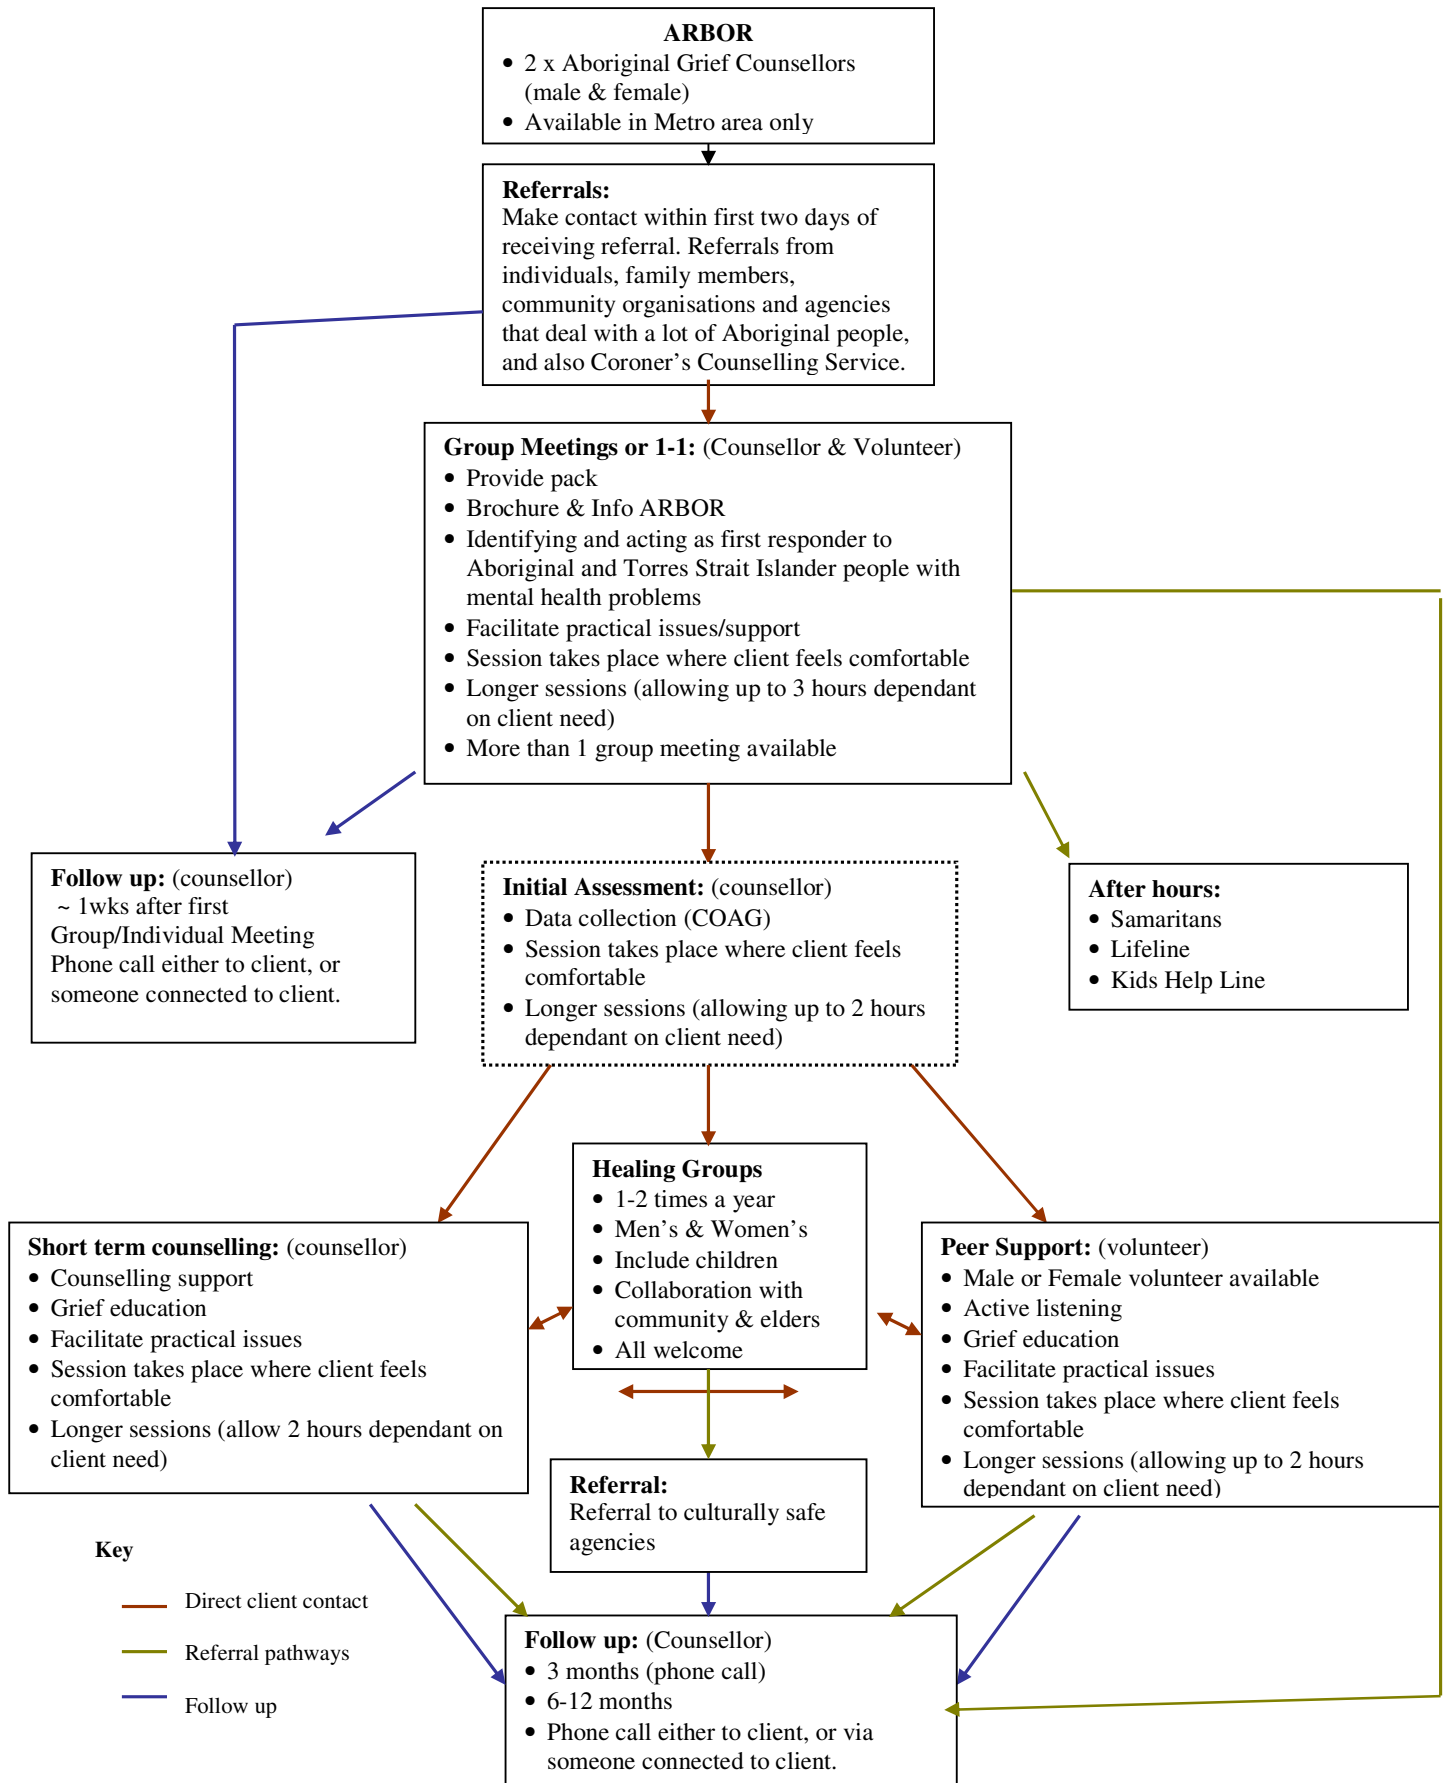 ARBOR
• 2 x Aboriginal Grief Counsellors
(male & female)
• Available in Metro area only
Referrals:
Make contact within first two days of
receiving referral. Referrals from
individuals, family members,
community organisations and agencies
that deal with a lot of Aboriginal people,
and also Coroner’s Counselling Service.
Group Meetings or 1-1: (Counsellor & Volunteer)
• Provide pack
• Brochure & Info ARBOR
• Identifying and acting as first responder to
Aboriginal and Torres Strait Islander people with
mental health problems
• Facilitate practical issues/support
• Session takes place where client feels comfortable
• Longer sessions (allowing up to 3 hours dependant
on client need)
• More than 1 group meeting available
Follow up: (counsellor)
~ 1wks after first
Group/Individual Meeting
Phone call either to client, or
someone connected to client.
Initial Assessment: (counsellor)
• Data collection (COAG)
• Session takes place where client feels
comfortable
• Longer sessions (allowing up to 2 hours
dependant on client need)
After hours:
• Samaritans
• Lifeline
• Kids Help Line
Healing Groups
• 1-2 times a year
• Men’s & Women’s
• Include children
• Collaboration with
community & elders
• All welcome
Short term counselling: (counsellor)
• Counselling support
• Grief education
• Facilitate practical issues
• Session takes place where client feels
comfortable
• Longer sessions (allow 2 hours dependant on
client need)
Peer Support: (volunteer)
• Male or Female volunteer available
• Active listening
• Grief education
• Facilitate practical issues
• Session takes place where client feels
comfortable
• Longer sessions (allowing up to 2 hours
dependant on client need)
Referral:
Referral to culturally safe
agencies
Key
Direct client contact
Referral pathways
Follow up
Follow up: (Counsellor)
• 3 months (phone call)
• 6-12 months
• Phone call either to client, or via
someone connected to client.